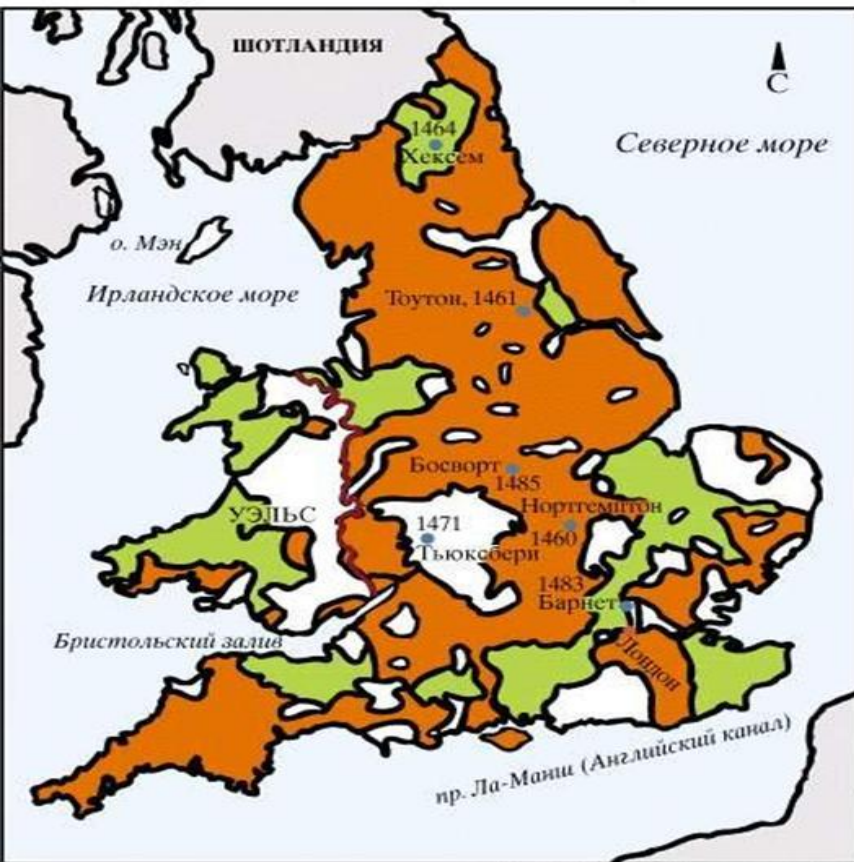 ШОТЛАНДИЯ
С
1464
Хексем
Северное море
о. Мэн
Ирландское море
Тоутон, 1461
Босворт
1485
Нортгемптон
1460
УЭЛЬС
1471
Тьюксбери
1483
Барнет
Лондон
Бристольский залив
пр. Ла-Манш (Английский канал)